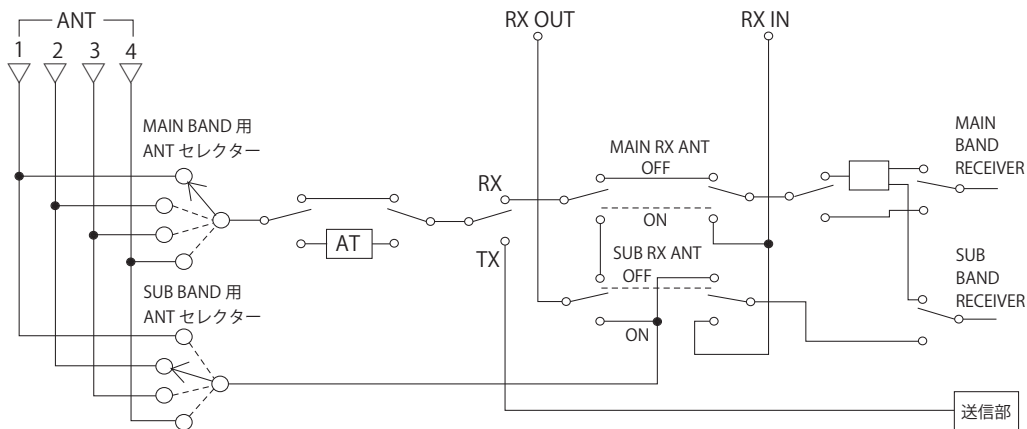 ANT
1 2 3 4
RX OUT
RX IN
MAIN BAND 用
ANT セレクター
MAIN RX ANT
OFF
MAIN
BAND
RECEIVER
RX
ON
AT
TX
SUB RX ANT
OFF
SUB
BAND
RECEIVER
SUB BAND 用
ANT セレクター
ON
送信部